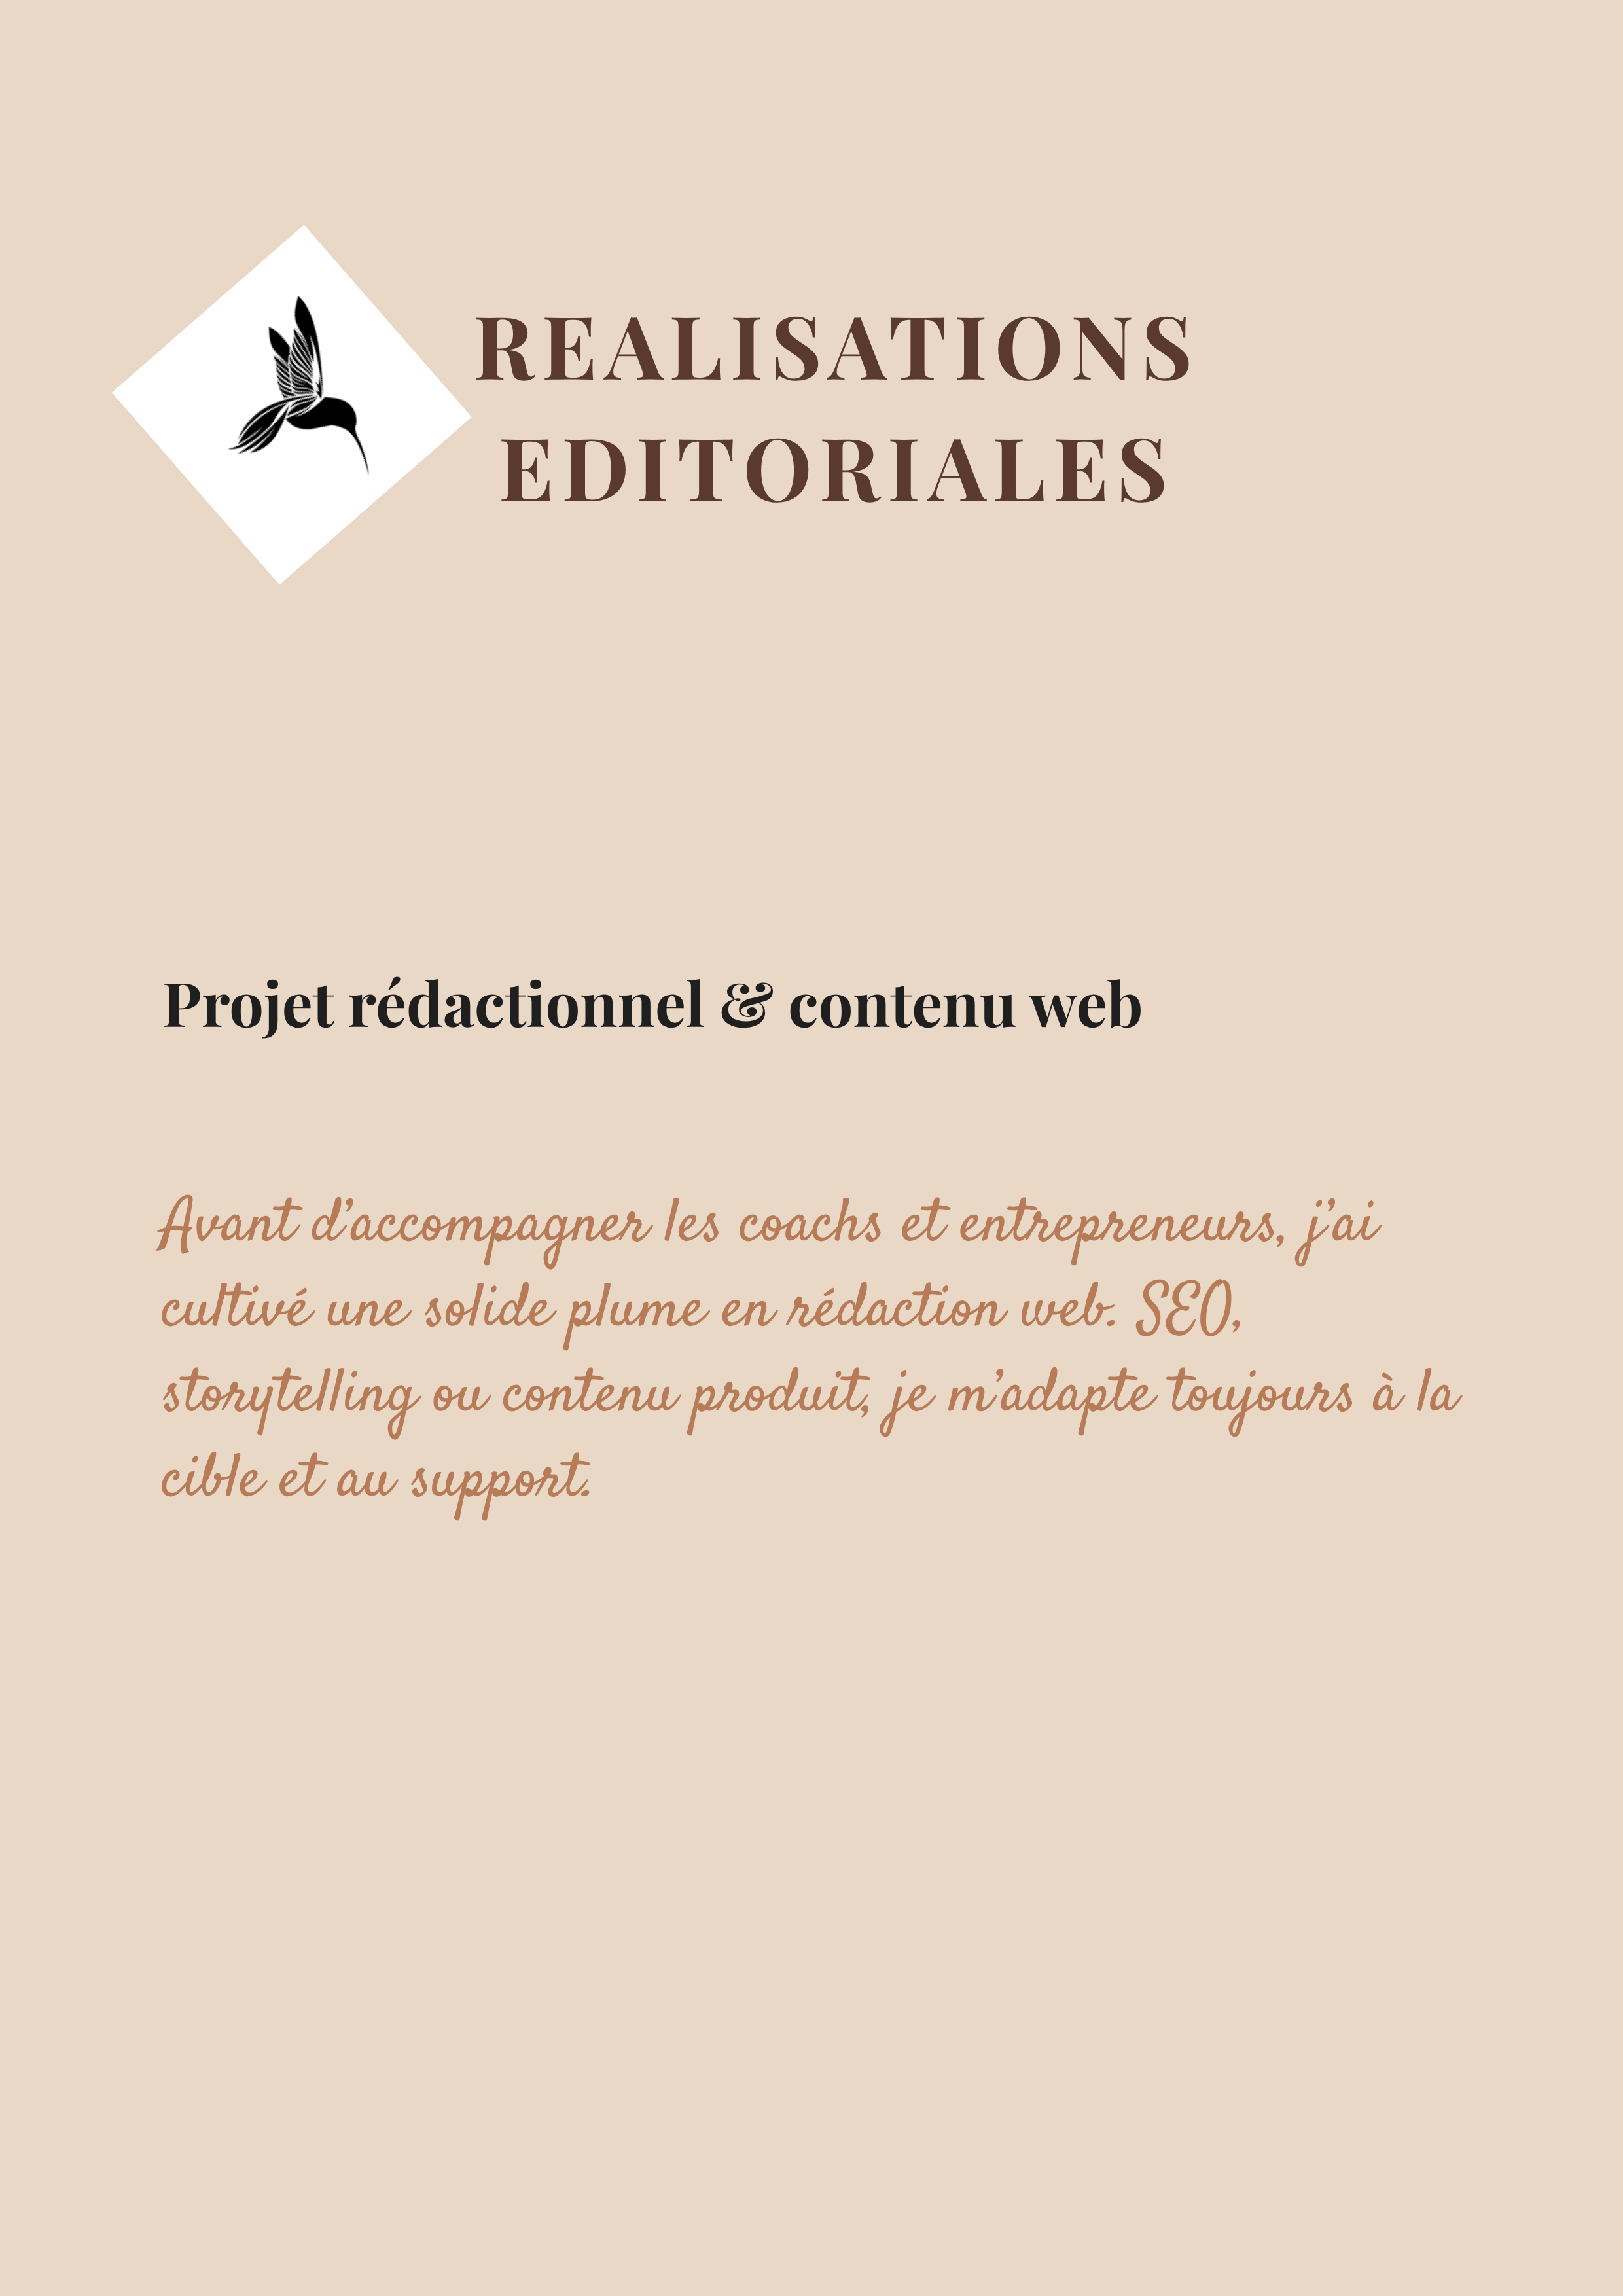 REALISATIONS
EDITORIALES
Projet rédactionnel & contenu web
Avant d’accompagner les coachs et entrepreneurs, j’ai
cultivé une solide plume en rédaction web. SEO,
storytelling ou contenu produit, je m’adapte toujours à la
cible et au support.